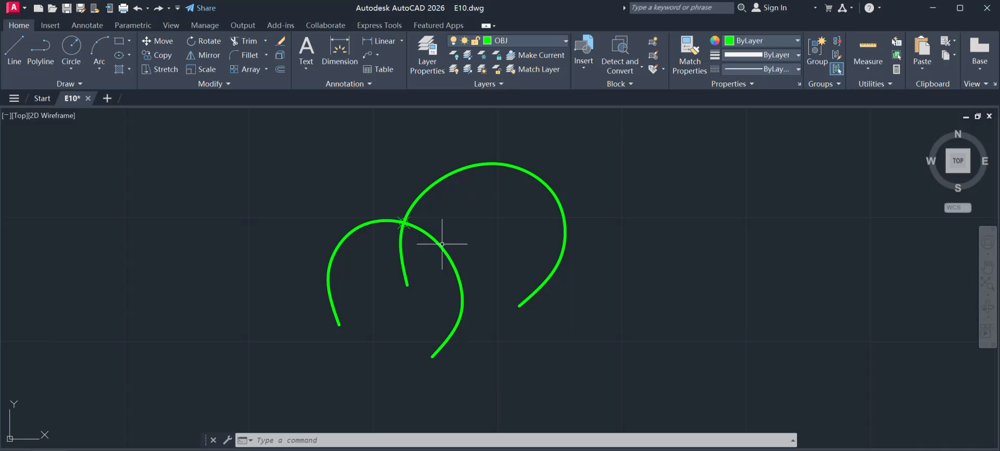 A Share Autodesk AutoCAD 2026 E10.dwg Type a keyword or phrase Sign In ?
Home Insert Annotate Parametric View Manage Output Add-ins Collaborate Express Tools Featured Apps
Line Polyline Circle Arc
Move Rotate Trim
Copy Mirror Fillet
Stretch Scale Array
Text Dimension
Linear
Table
Layer Properties
OBJ
Make Current
Match Layer
Insert
Detect and Convert
Match Properties
ByLayer
ByLayer
ByLay...
Group
Measure
Paste
Base
Draw Modify Annotation Layers Block Properties Groups Utilities Clipboard View
Start E10* +
[−][Top][2D Wireframe]
N
W TOP E
S
WCS
Y
X
Type a command